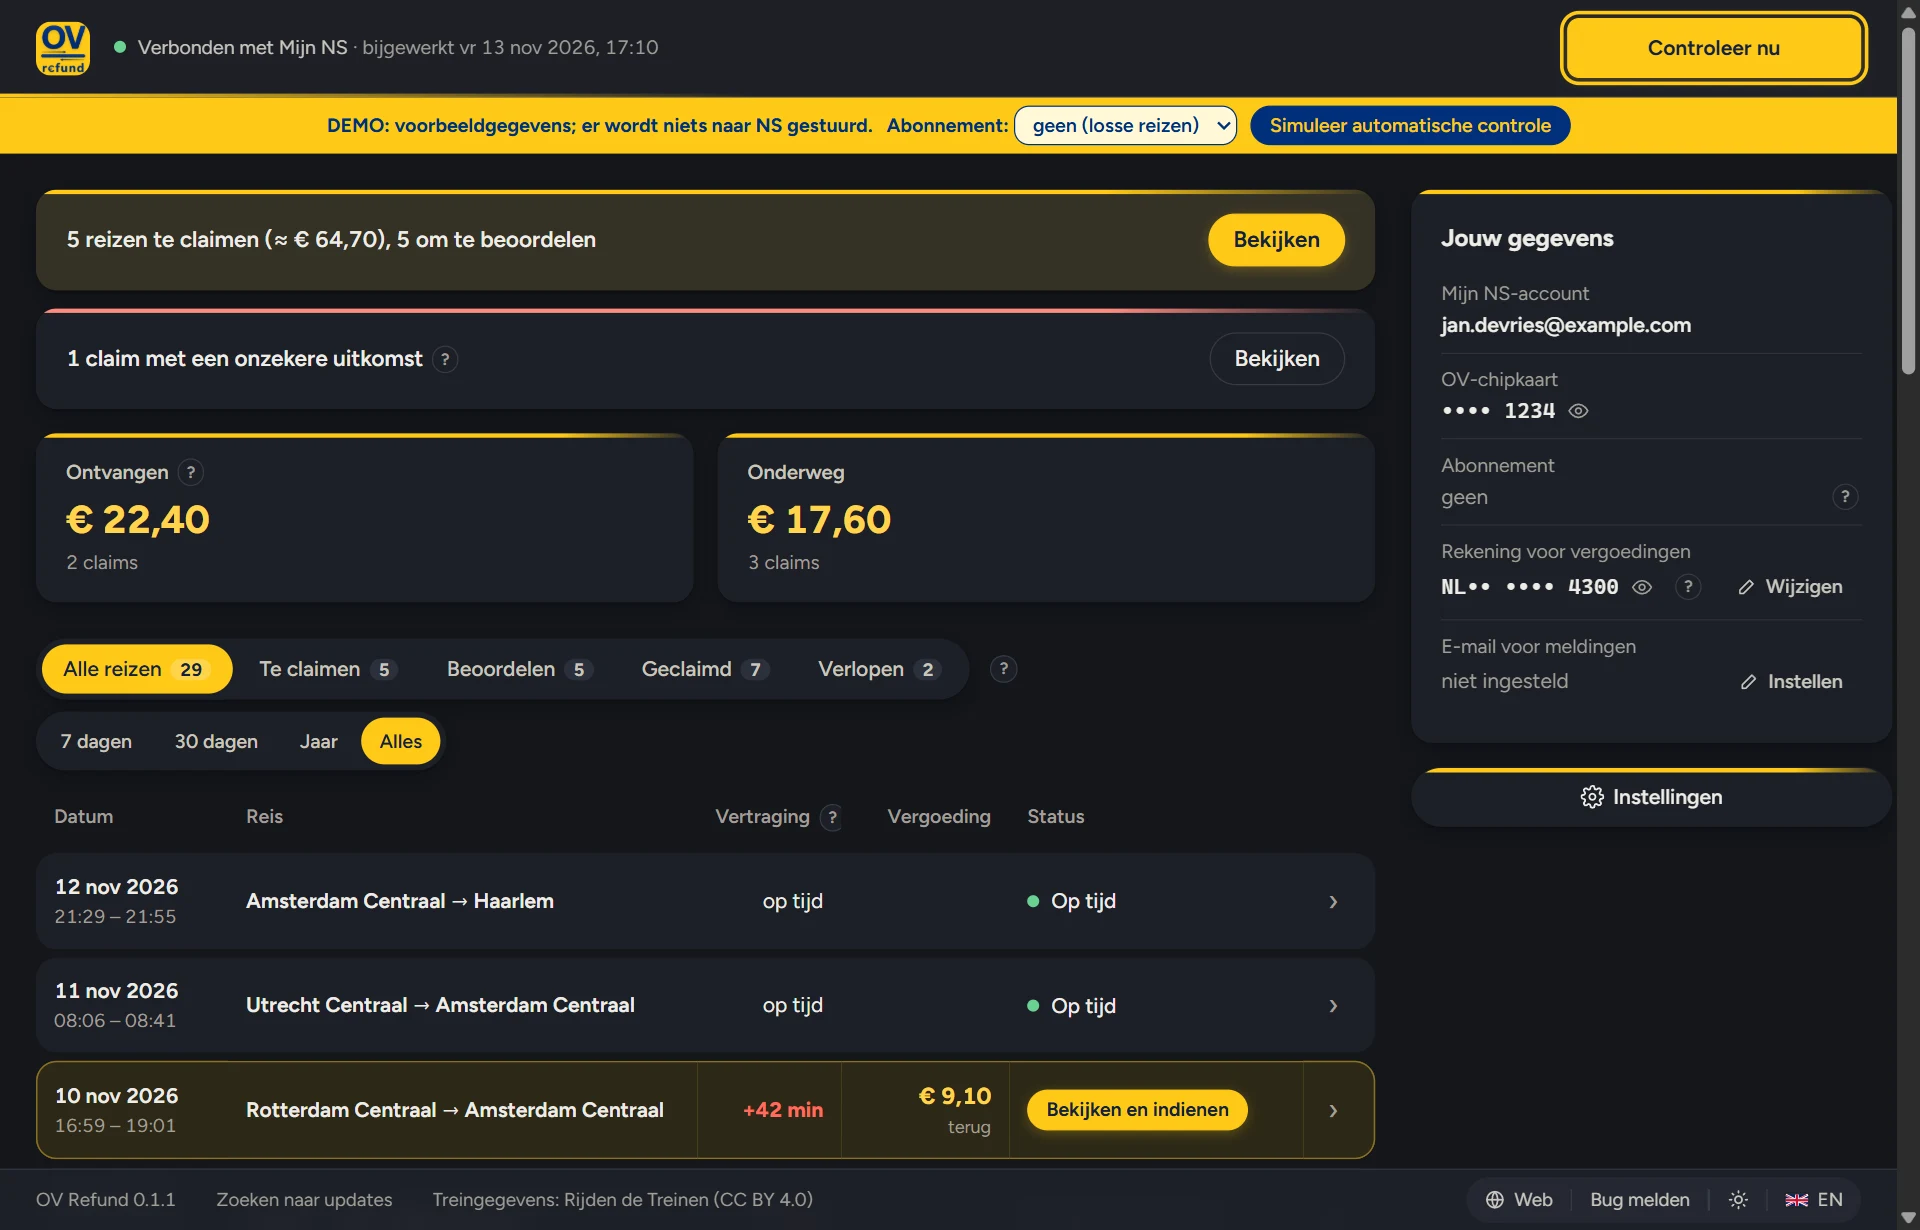 OV
refund
Verbonden met Mijn NS · bijgewerkt vr 13 nov 2026, 17:10
Controleer nu
DEMO: voorbeeldgegevens; er wordt niets naar NS gestuurd. Abonnement: geen (losse reizen) Simuleer automatische controle
5 reizen te claimen (≈ € 64,70), 5 om te beoordelen
Bekijken
1 claim met een onzekere uitkomst ?
Bekijken
Ontvangen ?
€ 22,40
2 claims
Onderweg
€ 17,60
3 claims
Alle reizen 29 Te claimen 5 Beoordelen 5 Geclaimd 7 Verlopen 2 ?
7 dagen 30 dagen Jaar Alles
Datum Reis Vertraging ? Vergoeding Status
12 nov 2026
21:29 – 21:55
Amsterdam Centraal → Haarlem
op tijd
Op tijd ›
11 nov 2026
08:06 – 08:41
Utrecht Centraal → Amsterdam Centraal
op tijd
Op tijd ›
10 nov 2026
16:59 – 19:01
Rotterdam Centraal → Amsterdam Centraal
+42 min
€ 9,10
terug
Bekijken en indienen ›
Jouw gegevens
Mijn NS-account
jan.devries@example.com
OV-chipkaart
•••• 1234
Abonnement
geen ?
Rekening voor vergoedingen
NL•• •••• 4300 ? Wijzigen
E-mail voor meldingen
niet ingesteld Instellen
Instellingen
OV Refund 0.1.1 Zoeken naar updates Treingegevens: Rijden de Treinen (CC BY 4.0) Web Bug melden EN